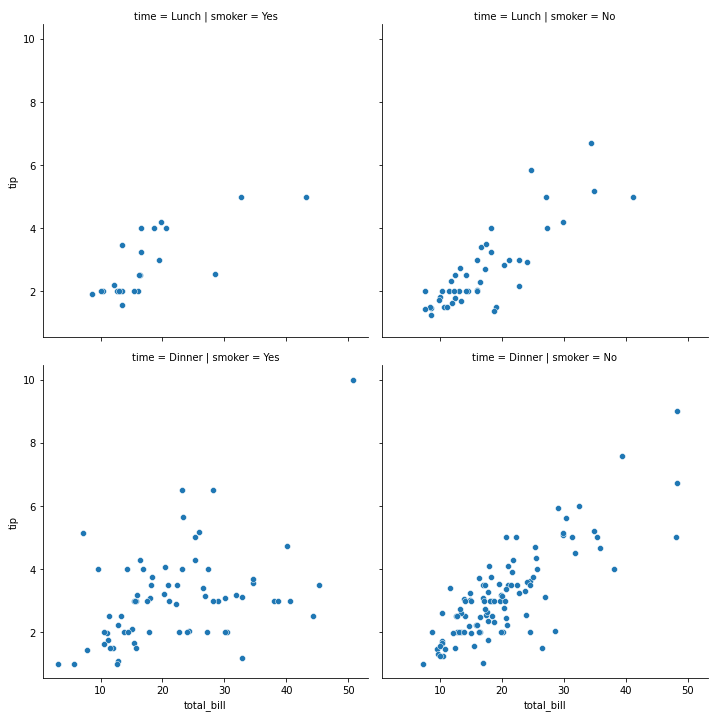 time = Lunch | smoker = Yes
time = Lunch | smoker = No
10
8
6
4
2
tip
time = Dinner | smoker = Yes
time = Dinner | smoker = No
10
8
6
4
2
tip
10 20 30 40 50
10 20 30 40 50
total_bill
total_bill